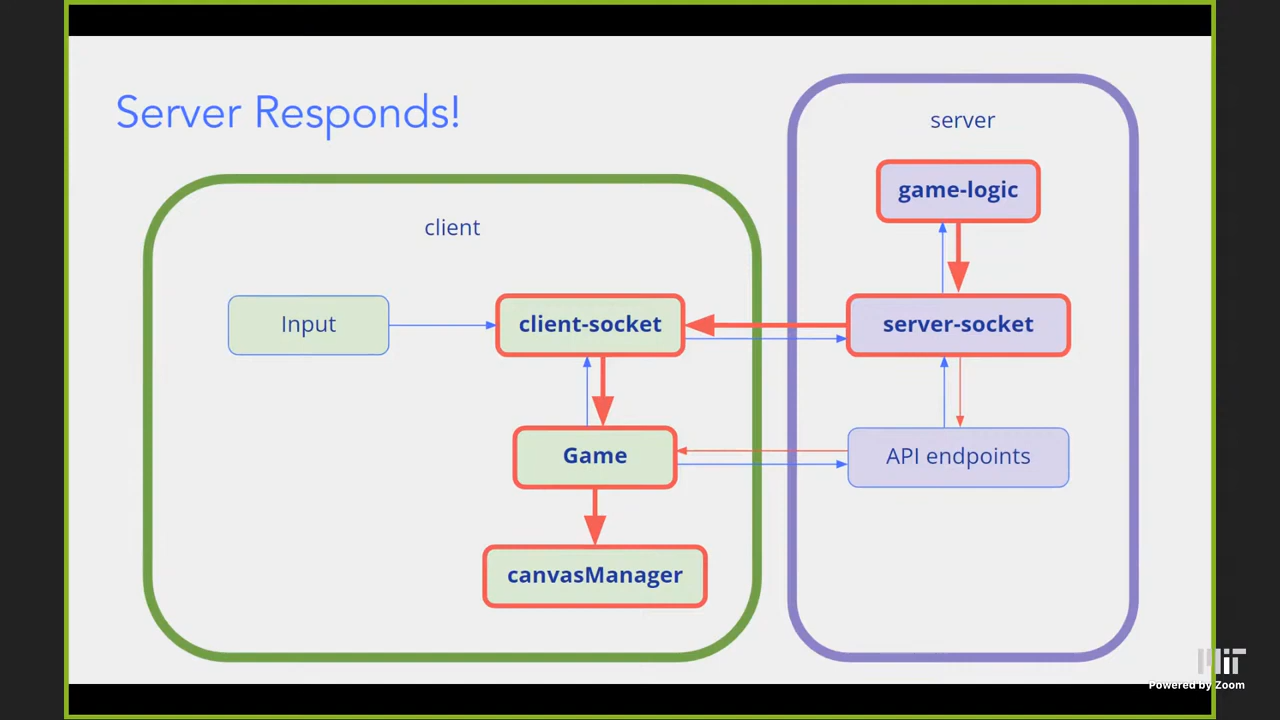 Server Responds!
server
game-logic
client
Input
client-socket
server-socket
Game
API endpoints
canvasManager
MIT
Powered by Zoom